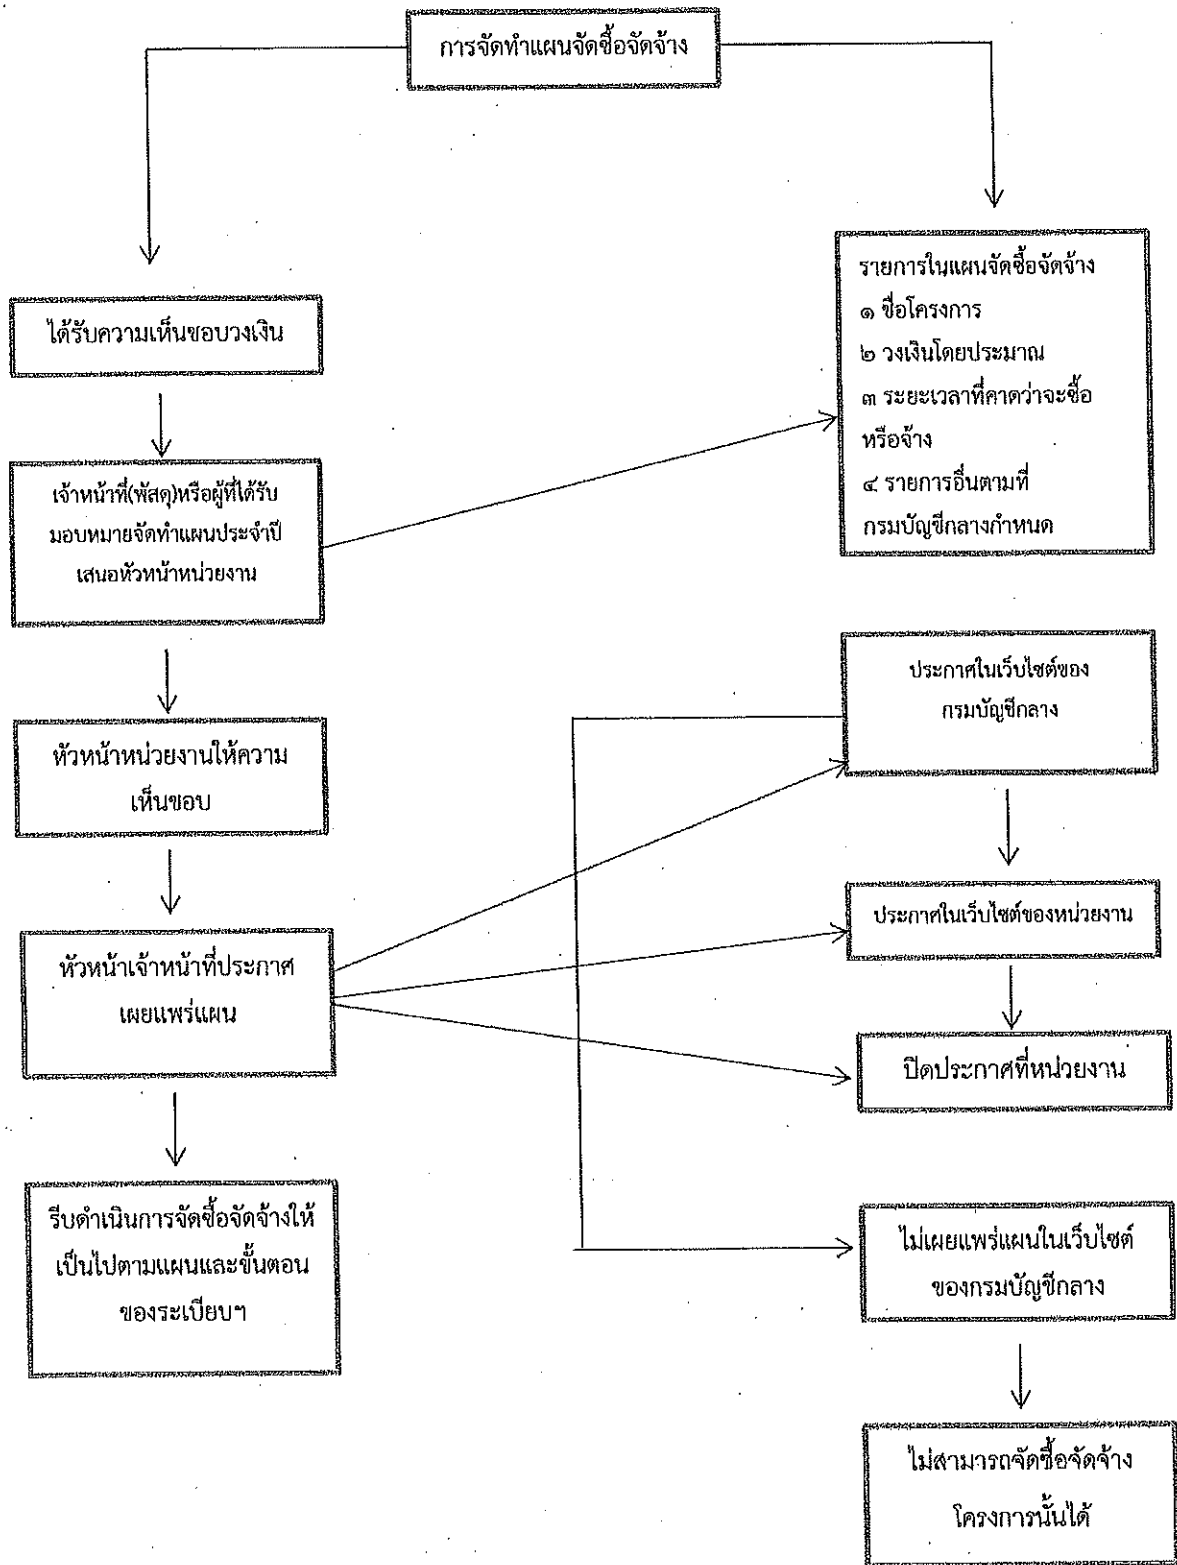 การจัดทำแผนจัดซื้อจัดจ้าง
ได้รับความเห็นชอบวงเงิน
เจ้าหน้าที่(พัสดุ)หรือผู้ที่ได้รับ
มอบหมายจัดทำแผนประจำปี
เสนอหัวหน้าหน่วยงาน
หัวหน้าหน่วยงานให้ความ
เห็นชอบ
หัวหน้าเจ้าหน้าที่ประกาศ
เผยแพร่แผน
รีบดำเนินการจัดซื้อจัดจ้างให้
เป็นไปตามแผนและขั้นตอน
ของระเบียบฯ
รายการในแผนจัดซื้อจัดจ้าง
๑ ชื่อโครงการ
๒ วงเงินโดยประมาณ
๓ ระยะเวลาที่คาดว่าจะซื้อ
หรือจ้าง
๔ รายการอื่นตามที่
กรมบัญชีกลางกำหนด
ประกาศในเว็บไซต์ของ
กรมบัญชีกลาง
ประกาศในเว็บไซต์ของหน่วยงาน
ปิดประกาศที่หน่วยงาน
ไม่เผยแพร่แผนในเว็บไซต์
ของกรมบัญชีกลาง
ไม่สามารถจัดซื้อจัดจ้าง
โครงการนั้นได้